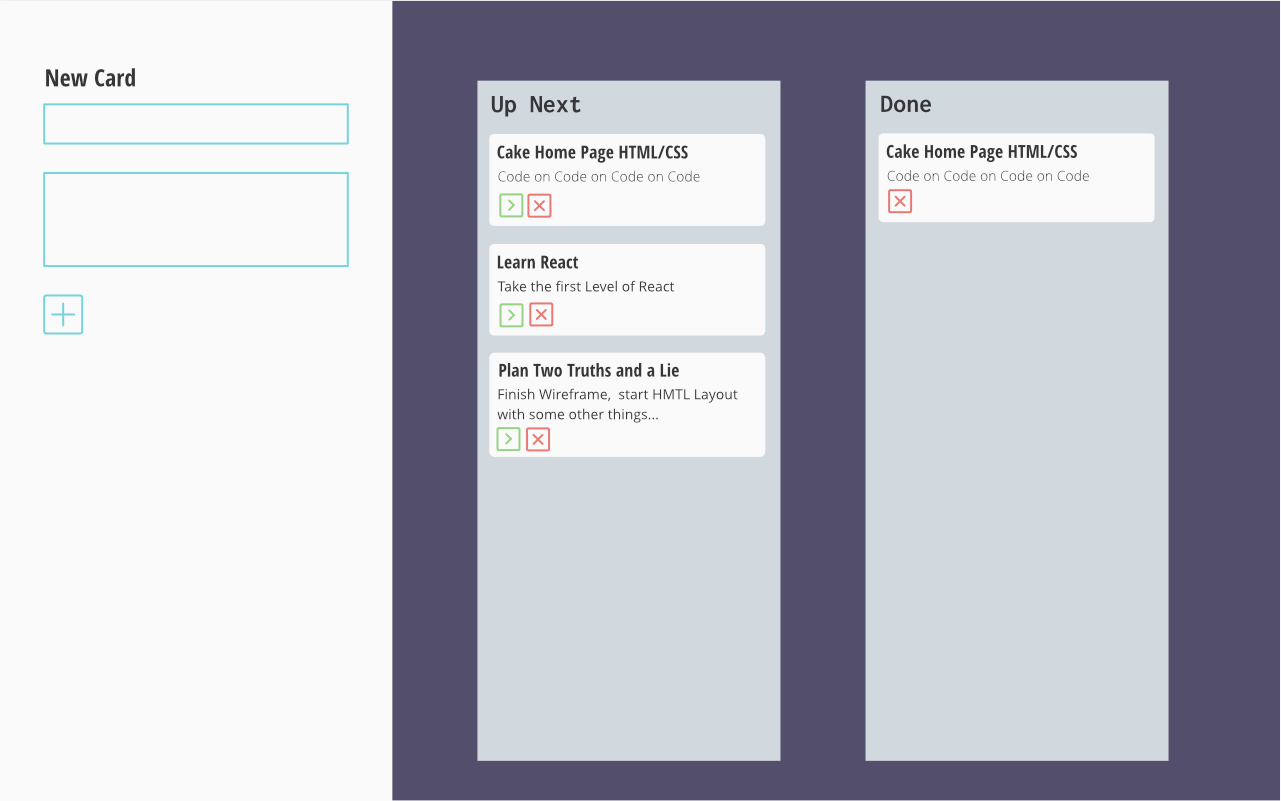 New Card
Up Next
Cake Home Page HTML/CSS
Code on Code on Code on Code
Learn React
Take the first Level of React
Plan Two Truths and a Lie
Finish Wireframe,  start HMTL Layout
with some other things...
Done
Cake Home Page HTML/CSS
Code on Code on Code on Code